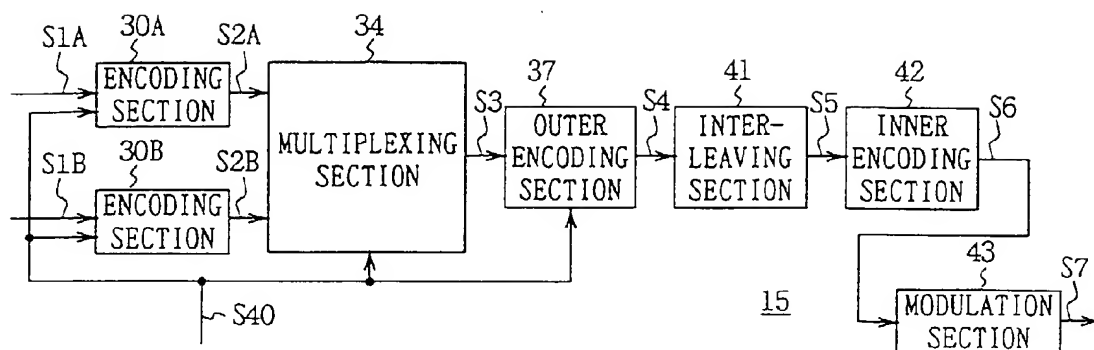 S1A
30A
S2A
ENCODING
SECTION
S1B
30B
S2B
ENCODING
SECTION
34
MULTIPLEXING
SECTION
S3
37
OUTER
ENCODING
SECTION
S4
41
INTER-
LEAVING
SECTION
S5
42
INNER
ENCODING
SECTION
S6
S40
15
43
MODULATION
SECTION
S7